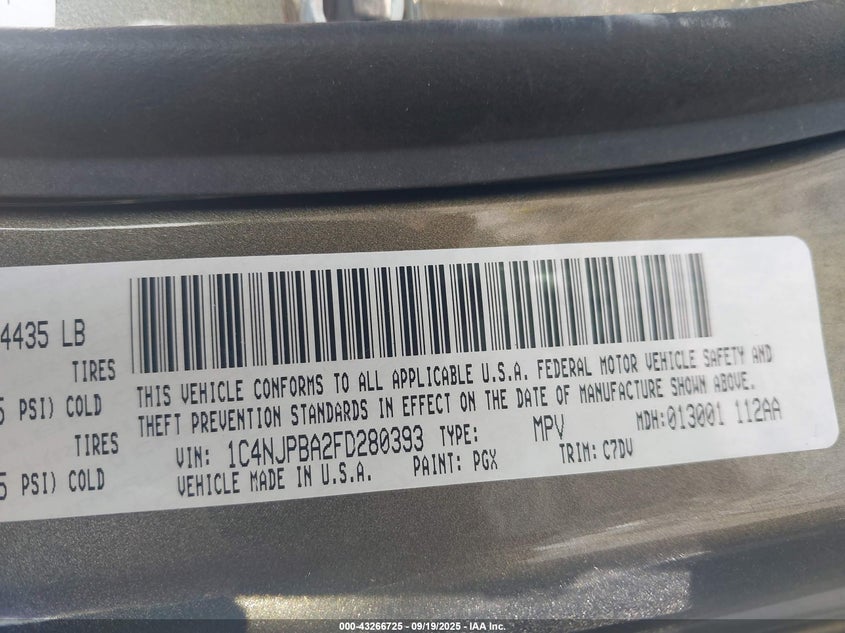 4435 LB
TIRES
PSI) COLD
TIRES
PSI) COLD
THIS VEHICLE CONFORMS TO ALL APPLICABLE U.S.A. FEDERAL MOTOR VEHICLE SAFETY AND
THEFT PREVENTION STANDARDS IN EFFECT ON THE DATE OF MANUFACTURE SHOWN ABOVE.
VIN: 1C4NJPBA2FD280393 TYPE: MPV MDH:013001 112AA
VEHICLE MADE IN U.S.A. PAINT: PGX TRIM: C7DV
000-43266725 - 09/19/2025 - IAA Inc.